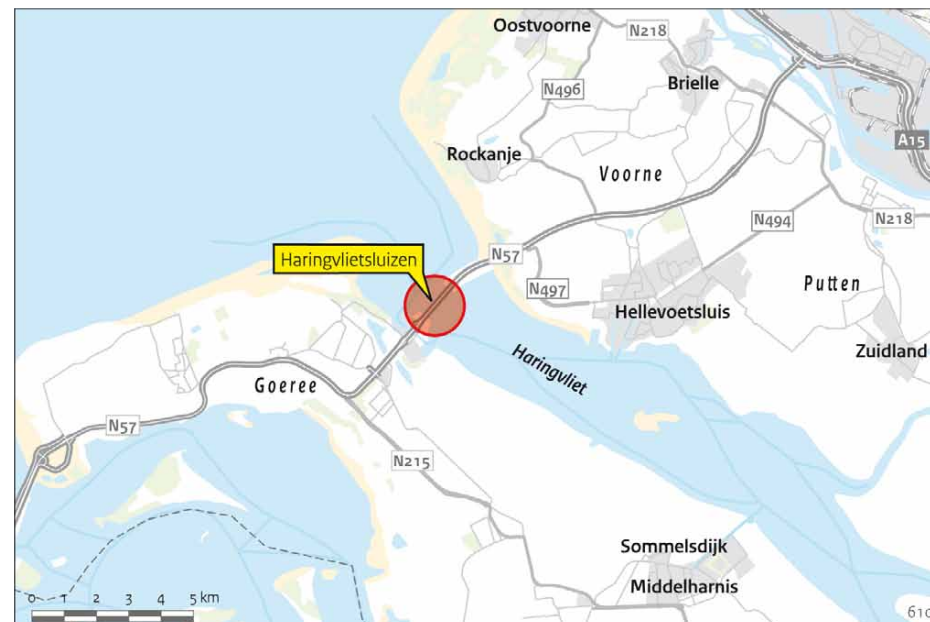 Oostvoorne
N218
Brielle
N496
A15
Rockanje
Voorne
N218
N494
Haringvlietsluizen
N57
N497
Putten
Hellevoetsluis
Zuidland
Haringvliet
Goeree
N57
N215
Sommelsdijk
Middelharnis
0 1 2 3 4 5 km